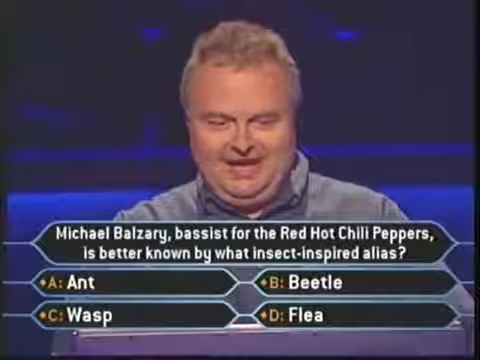 Michael Balzary, bassist for the Red Hot Chili Peppers,
is better known by what insect-inspired alias?
A: Ant
B: Beetle
C: Wasp
D: Flea